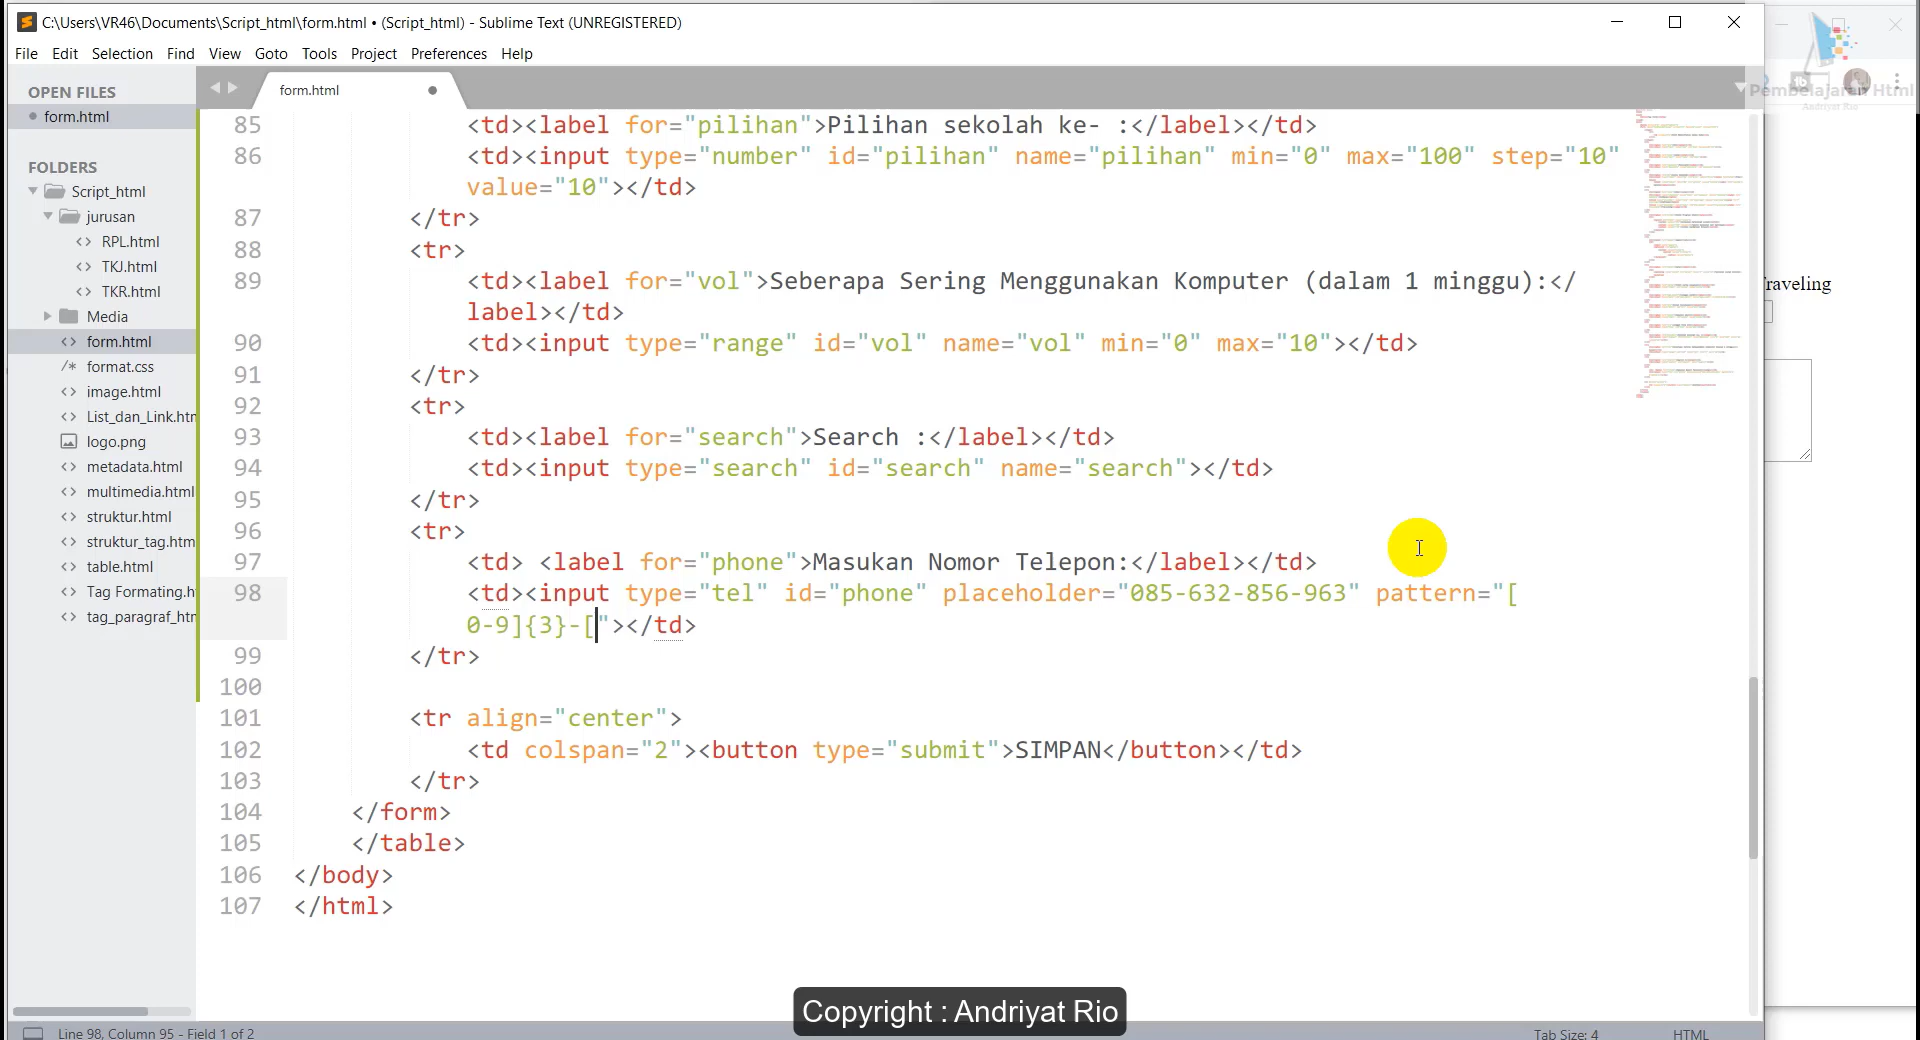 C:\Users\VR46\Documents\Script_html\form.html • (Script_html) - Sublime Text (UNREGISTERED)
File Edit Selection Find View Goto Tools Project Preferences Help
OPEN FILES
form.html
FOLDERS
Script_html
jurusan
RPL.html
TKJ.html
TKR.html
Media
form.html
format.css
image.html
List_dan_Link.htm
logo.png
metadata.html
multimedia.html
struktur.html
struktur_tag.htm
table.html
Tag Formating.h
tag_paragraf_htm
form.html
85 <td><label for="pilihan">Pilihan sekolah ke- :</label></td>
86 <td><input type="number" id="pilihan" name="pilihan" min="0" max="100" step="10"
value="10"></td>
87 </tr>
88 <tr>
89 <td><label for="vol">Seberapa Sering Menggunakan Komputer (dalam 1 minggu):</
label></td>
90 <td><input type="range" id="vol" name="vol" min="0" max="10"></td>
91 </tr>
92 <tr>
93 <td><label for="search">Search :</label></td>
94 <td><input type="search" id="search" name="search"></td>
95 </tr>
96 <tr>
97 <td> <label for="phone">Masukan Nomor Telepon:</label></td>
98 <td><input type="tel" id="phone" placeholder="085-632-856-963" pattern="[
0-9]{3}-["></td>
99 </tr>
100
101 <tr align="center">
102 <td colspan="2"><button type="submit">SIMPAN</button></td>
103 </tr>
104 </form>
105 </table>
106 </body>
107 </html>
Pembelajaran Html
Andriyat Rio
raveling
Copyright : Andriyat Rio
Line 98, Column 95 - Field 1 of 2
Tab Size: 4
HTML